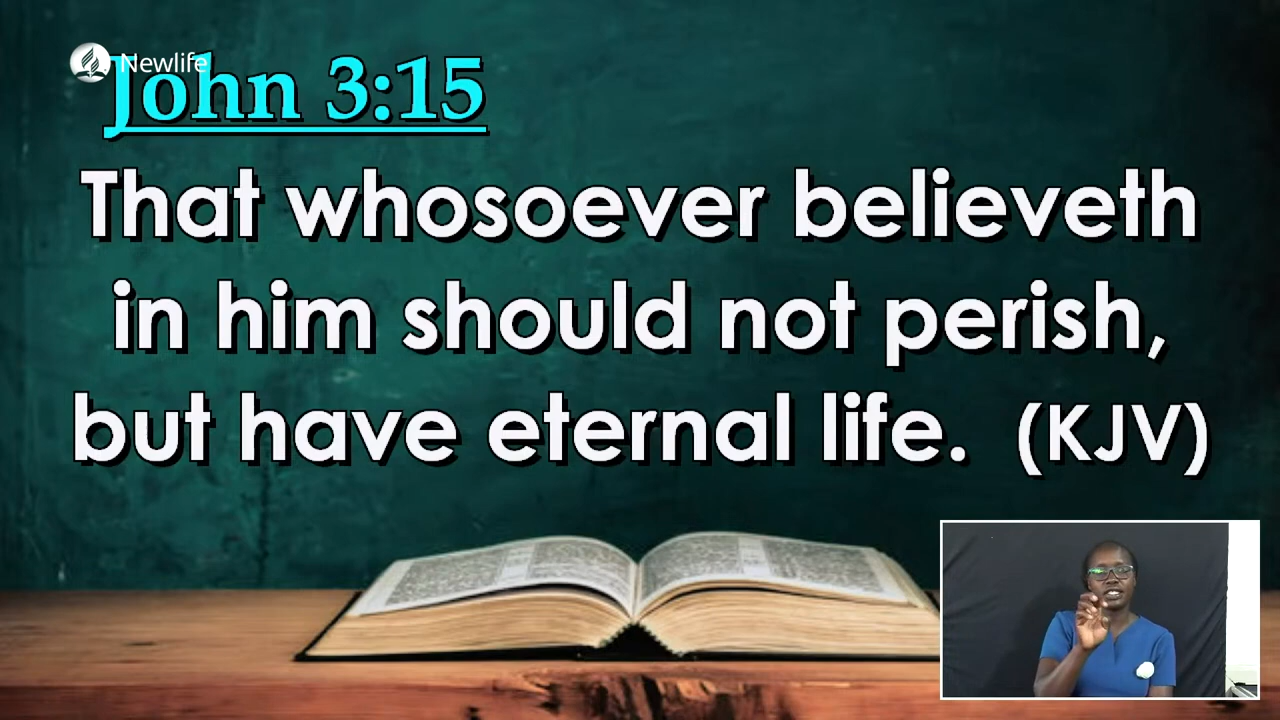 Newlife
John 3:15
That whosoever believeth
in him should not perish,
but have eternal life. (KJV)